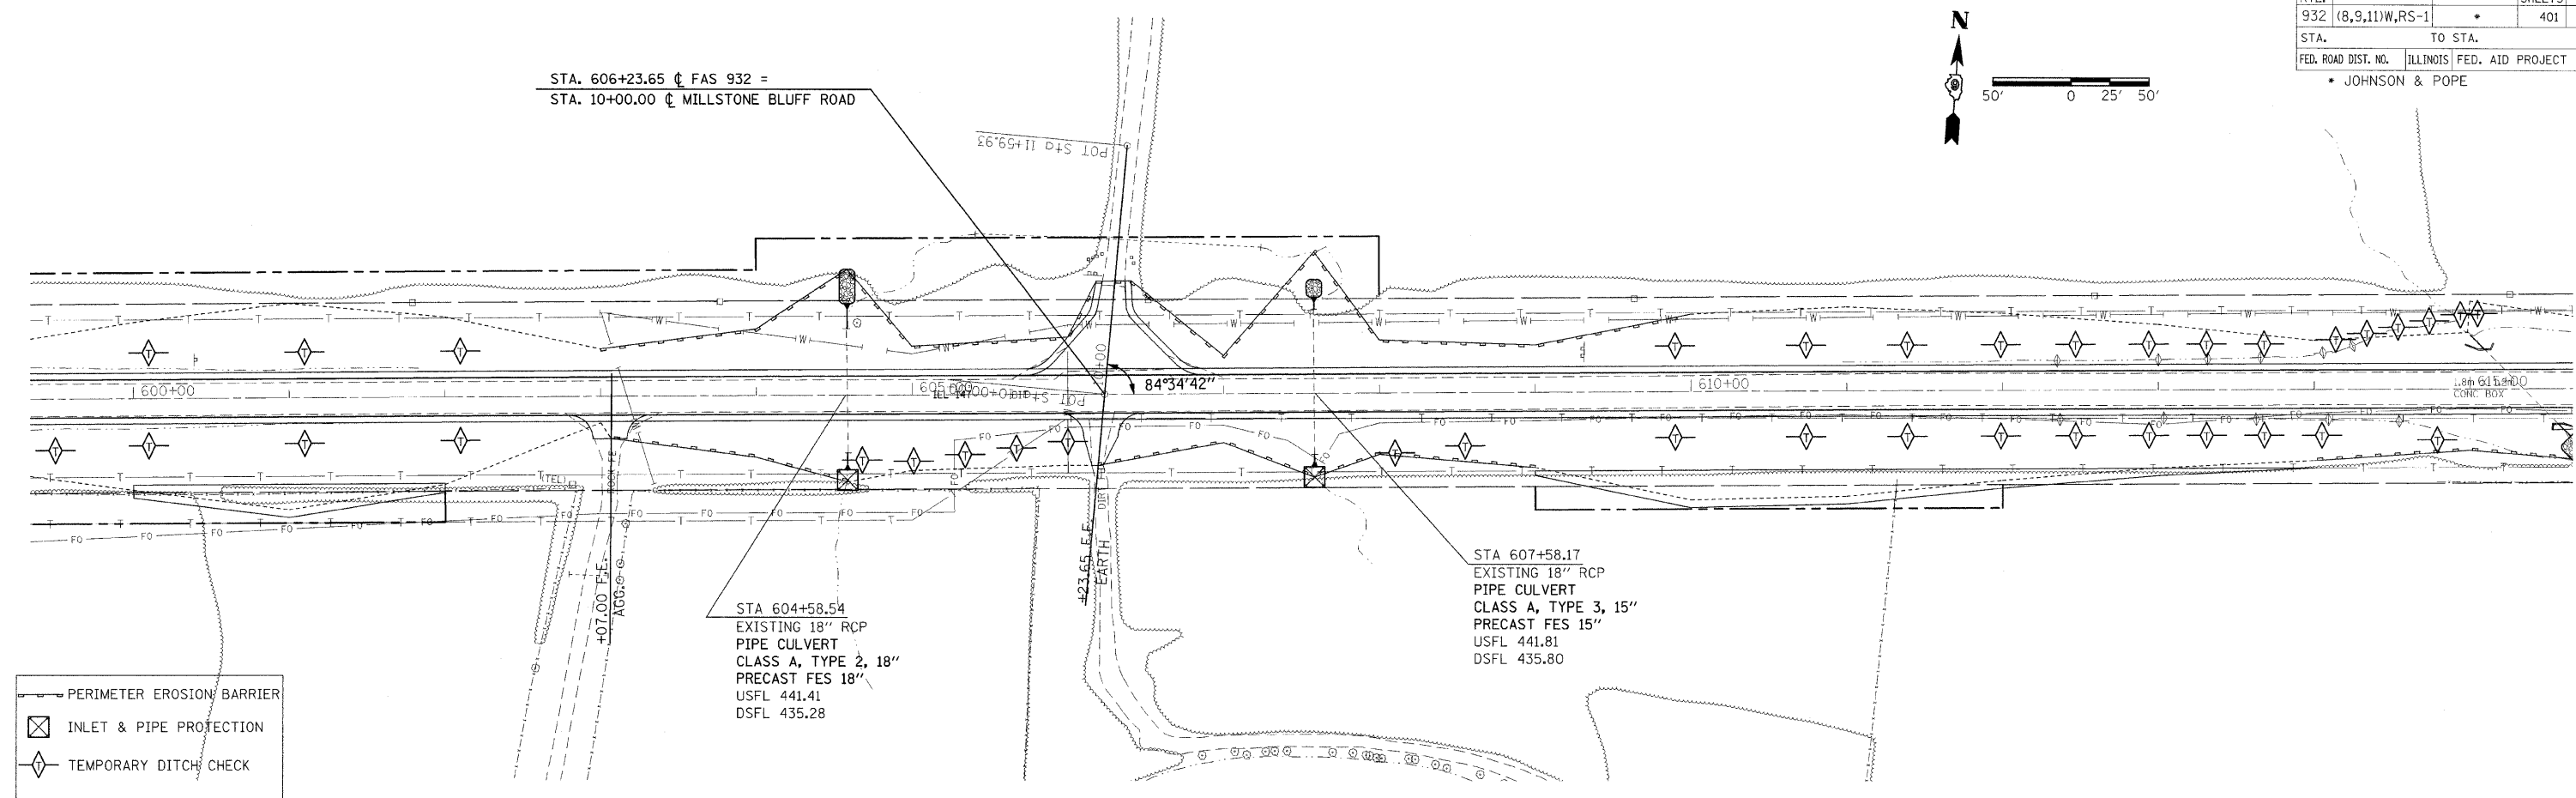 SHEETS
932 (8,9,11)W,RS-1 * 401
STA. TO STA.
FED. ROAD DIST. NO. ILLINOIS FED. AID PROJECT
* JOHNSON & POPE
N
50' 0 25' 50'
STA. 606+23.65 ℄ FAS 932 =
STA. 10+00.00 ℄ MILLSTONE BLUFF ROAD
POT Sta 11+59.93
84°34'42"
600+00
605+00
610+00
615+00
CONC BOX
(TEL)
+07.00 F.E.
AGG.
+23.65 F.E.
EARTH
STA 604+58.54
EXISTING 18" RCP
PIPE CULVERT
CLASS A, TYPE 2, 18"
PRECAST FES 18"
USFL 441.41
DSFL 435.28
STA 607+58.17
EXISTING 18" RCP
PIPE CULVERT
CLASS A, TYPE 3, 15"
PRECAST FES 15"
USFL 441.81
DSFL 435.80
PERIMETER EROSION BARRIER
INLET & PIPE PROTECTION
TEMPORARY DITCH CHECK